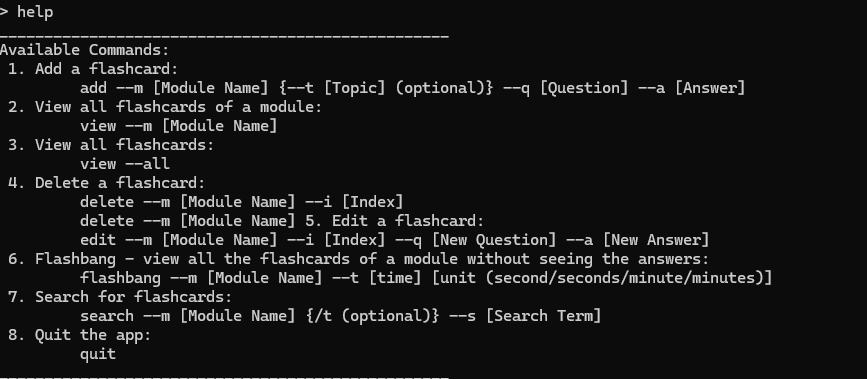 > help
__________________________________________________
Available Commands:
1. Add a flashcard:
add --m [Module Name] {--t [Topic] (optional)} --q [Question] --a [Answer]
2. View all flashcards of a module:
view --m [Module Name]
3. View all flashcards:
view --all
4. Delete a flashcard:
delete --m [Module Name] --i [Index]
delete --m [Module Name] 5. Edit a flashcard:
edit --m [Module Name] --i [Index] --q [New Question] --a [New Answer]
6. Flashbang - view all the flashcards of a module without seeing the answers:
flashbang --m [Module Name] --t [time] [unit (second/seconds/minute/minutes)]
7. Search for flashcards:
search --m [Module Name] {/t (optional)} --s [Search Term]
8. Quit the app:
quit
__________________________________________________